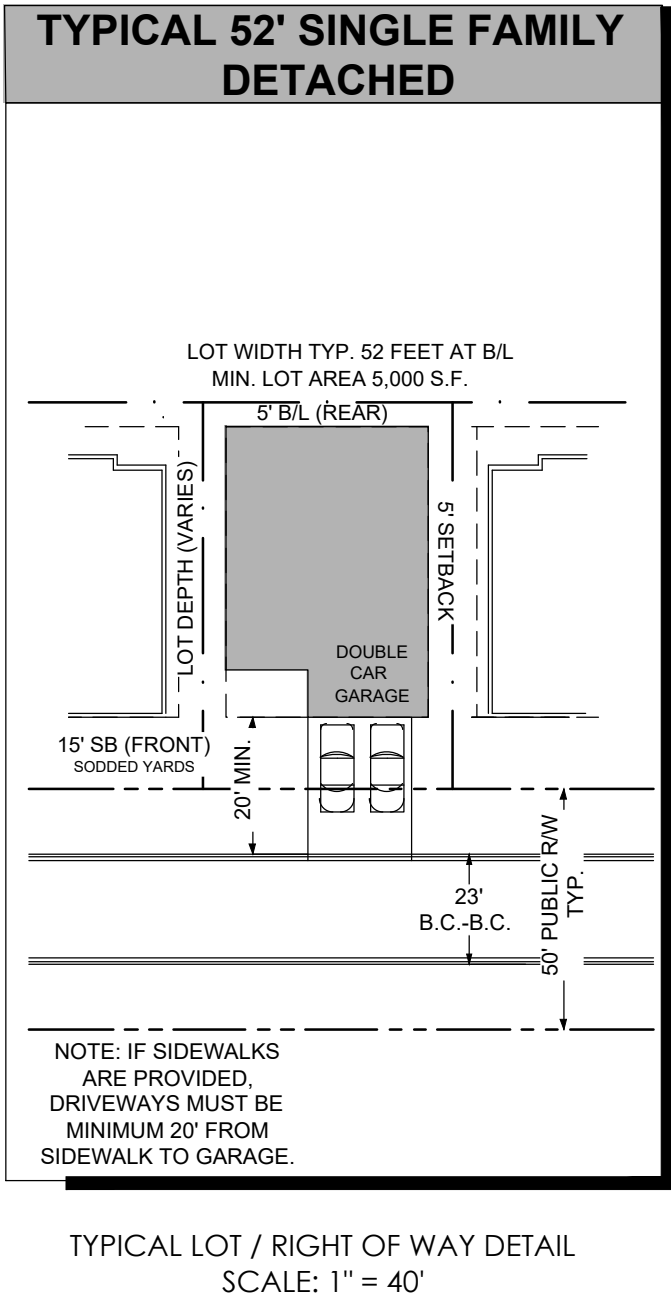 TYPICAL 52' SINGLE FAMILY
DETACHED
LOT WIDTH TYP. 52 FEET AT B/L
MIN. LOT AREA 5,000 S.F.
5' B/L (REAR)
LOT DEPTH (VARIES)
5' SETBACK
DOUBLE
CAR
GARAGE
15' SB (FRONT)
SODDED YARDS
20' MIN.
23'
B.C.-B.C.
50' PUBLIC R/W
TYP.
NOTE: IF SIDEWALKS
ARE PROVIDED,
DRIVEWAYS MUST BE
MINIMUM 20' FROM
SIDEWALK TO GARAGE.
TYPICAL LOT / RIGHT OF WAY DETAIL
SCALE: 1" = 40'